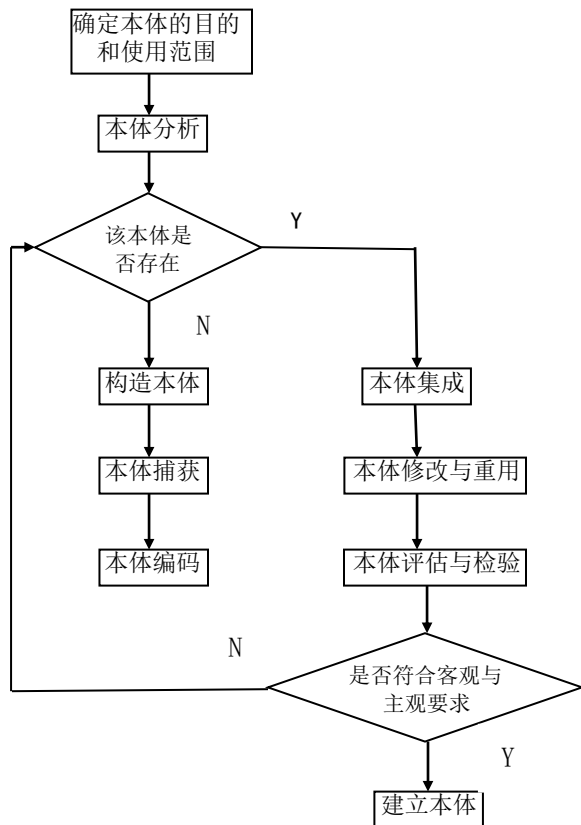 确定本体的目的
和使用范围
本体分析
该本体是
否存在
Y
N
构造本体
本体集成
本体捕获
本体修改与重用
本体编码
本体评估与检验
N
是否符合客观与
主观要求
Y
建立本体